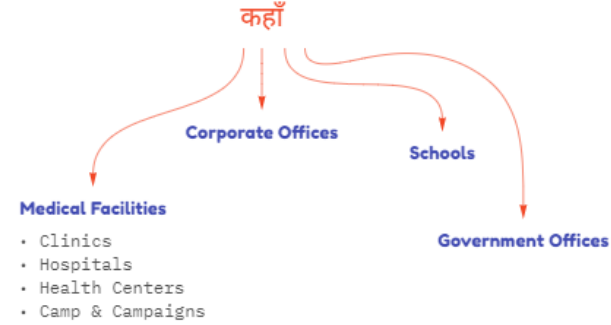 कहाँ
Corporate Offices
Schools
Medical Facilities
• Clinics
• Hospitals
• Health Centers
• Camp & Campaigns
Government Offices